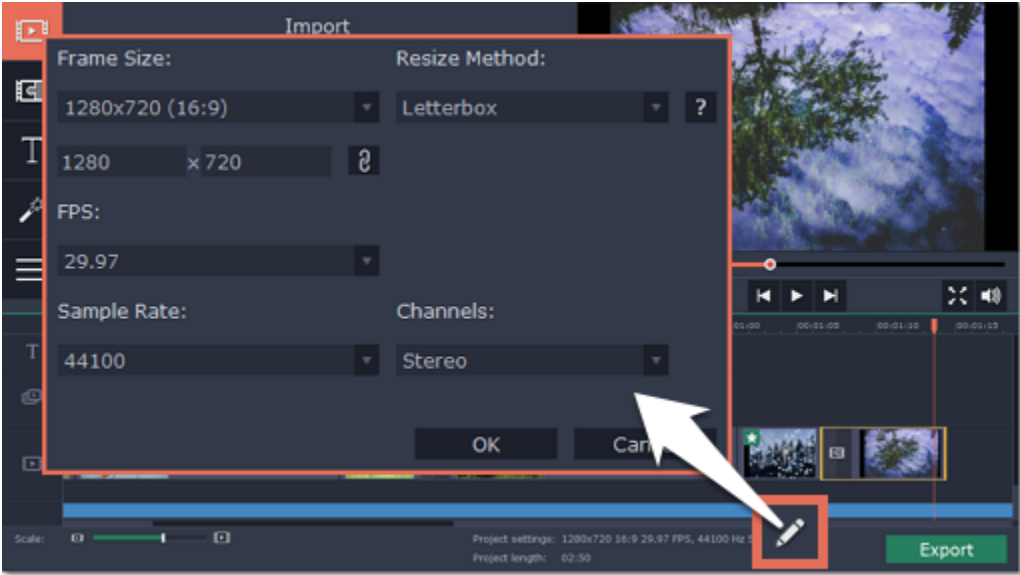 Import
Frame Size:
Resize Method:
1280x720 (16:9)
Letterbox
?
1280 × 720
FPS:
29.97
Sample Rate:
Channels:
44100
Stereo
OK
00:01:05
00:01:10
00:01:15
T
T
Scale:
Project settings: 1280x720 16:9 29.97 FPS, 44100 Hz
Project length: 02:50
Export